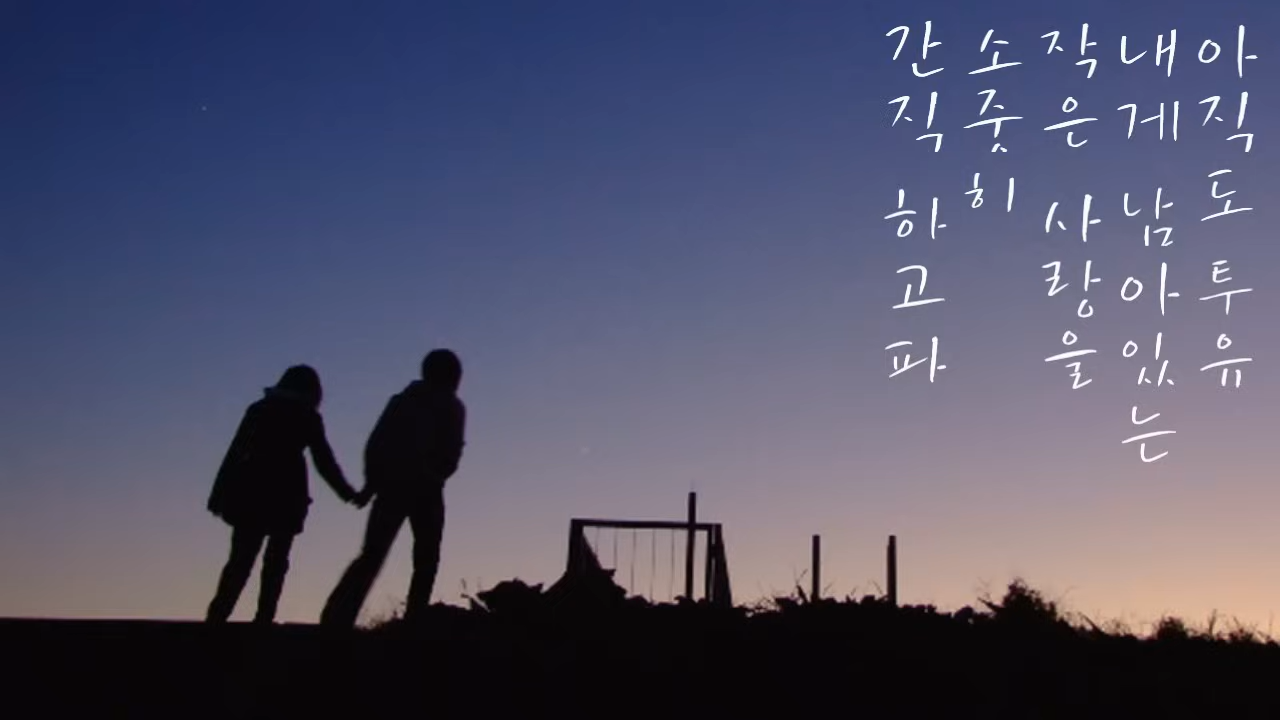 아직도 투유
내게 남아있는
작은 사랑을
소중히
간직 하고파